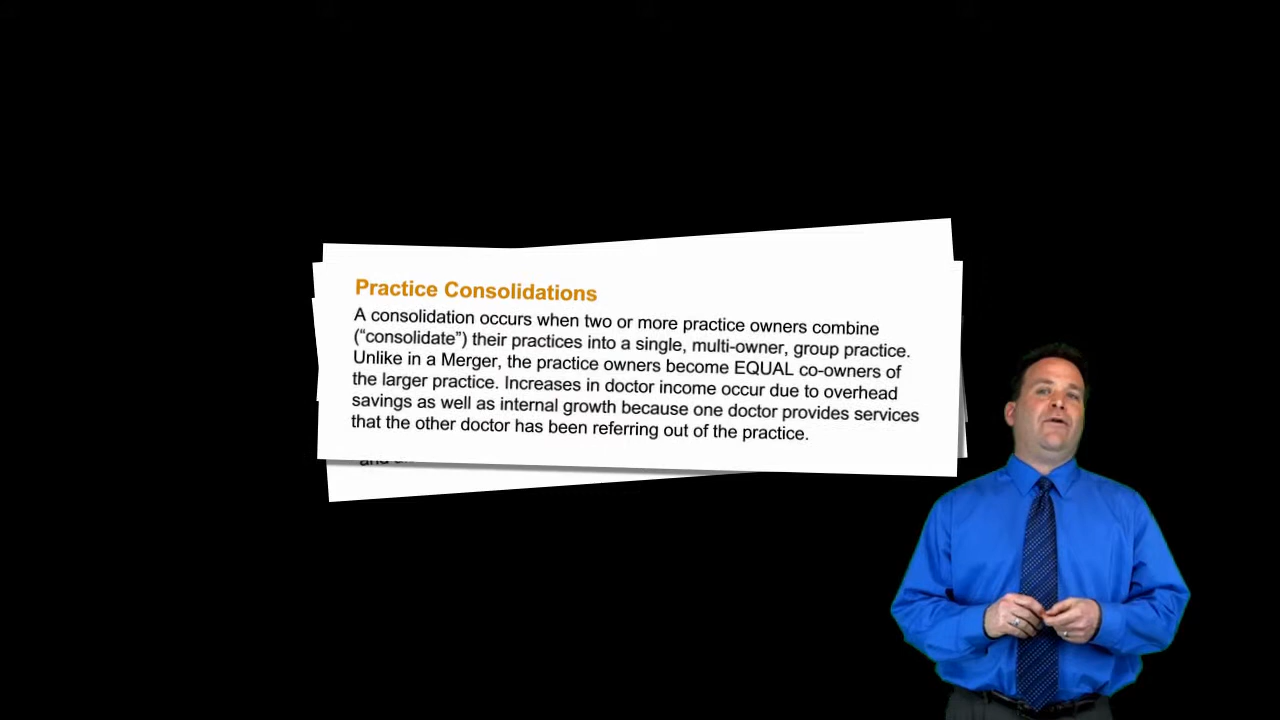 Practice Consolidations
A consolidation occurs when two or more practice owners combine
(“consolidate”) their practices into a single, multi-owner, group practice.
Unlike in a Merger, the practice owners become EQUAL co-owners of
the larger practice. Increases in doctor income occur due to overhead
savings as well as internal growth because one doctor provides services
that the other doctor has been referring out of the practice.
and